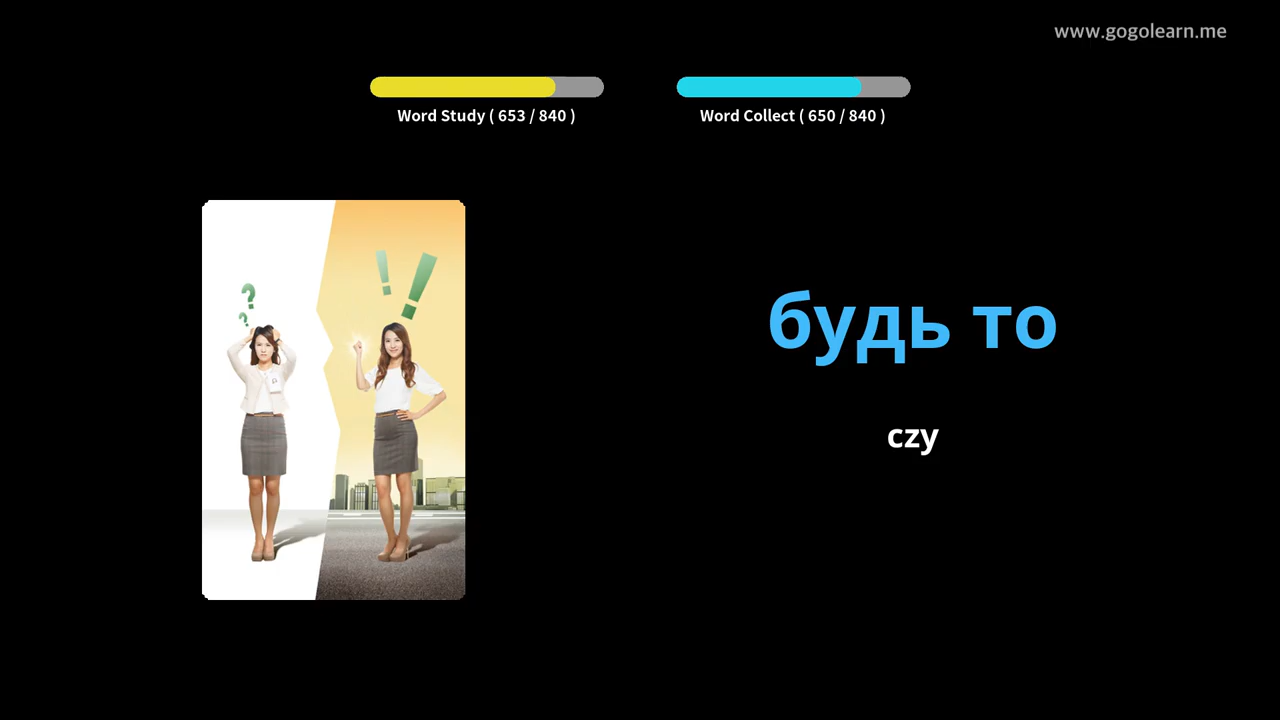 www.gogolearn.me
Word Study ( 653 / 840 )
Word Collect ( 650 / 840 )
? ?
! !
будь то
czy